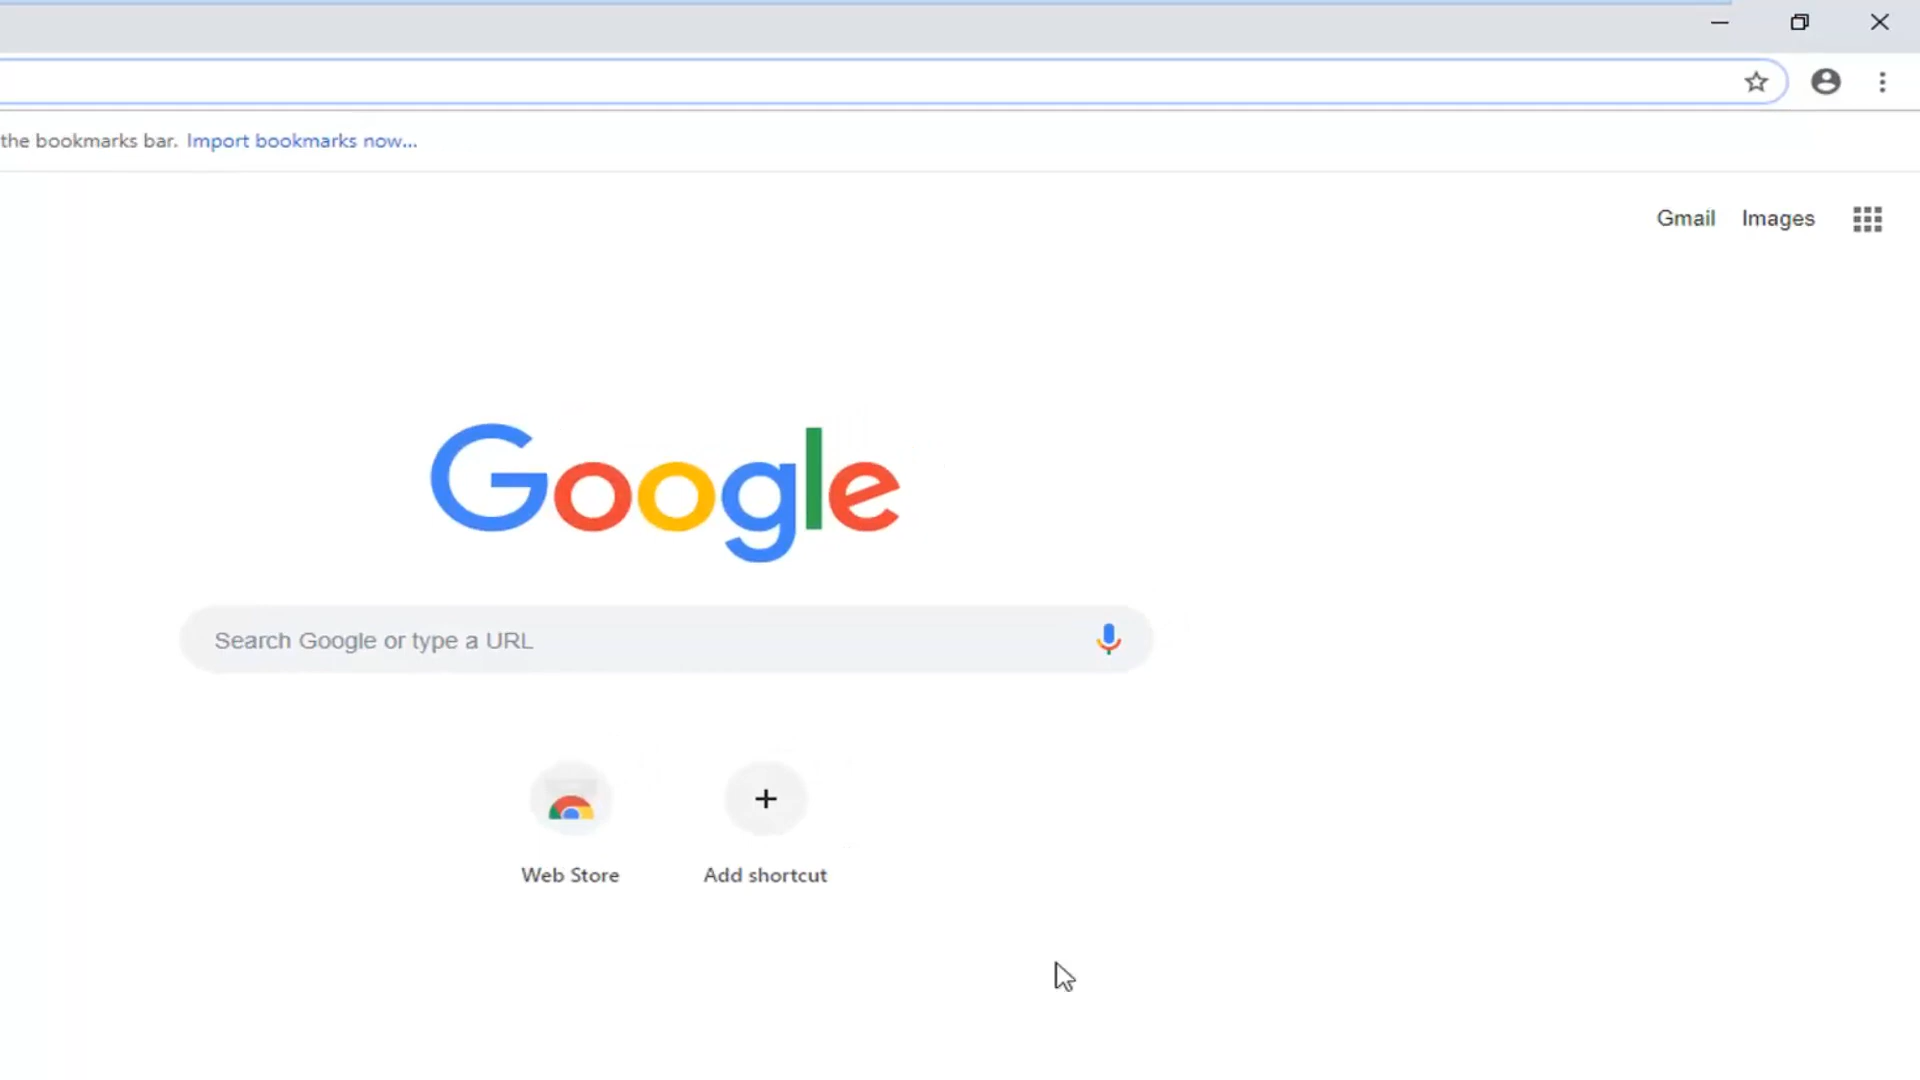 the bookmarks bar. Import bookmarks now...
Gmail Images
Google
Search Google or type a URL
Web Store Add shortcut